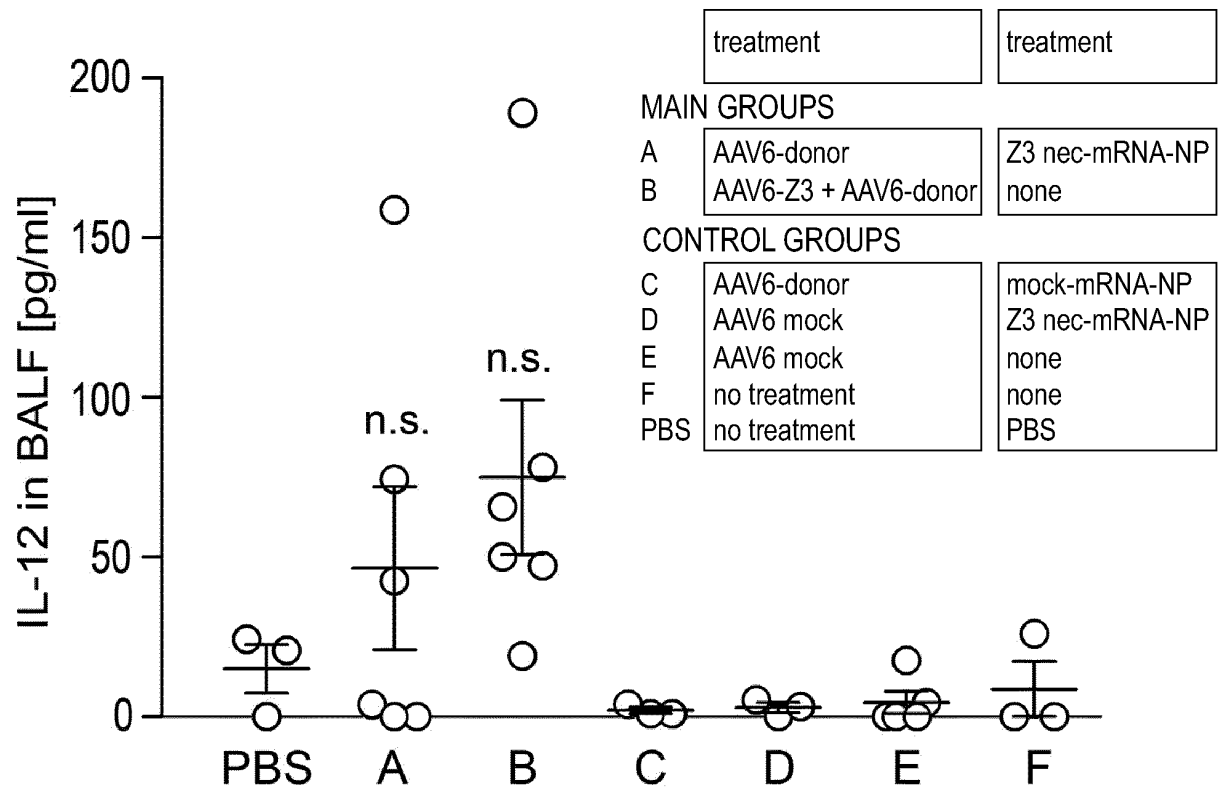 treatment treatment
MAIN GROUPS
A AAV6-donor Z3 nec-mRNA-NP
B AAV6-Z3 + AAV6-donor none
CONTROL GROUPS
C AAV6-donor mock-mRNA-NP
D AAV6 mock Z3 nec-mRNA-NP
E AAV6 mock none
F no treatment none
PBS no treatment PBS
IL-12 in BALF [pg/ml]
200
150
100
50
0
n.s.
n.s.
PBS A B C D E F